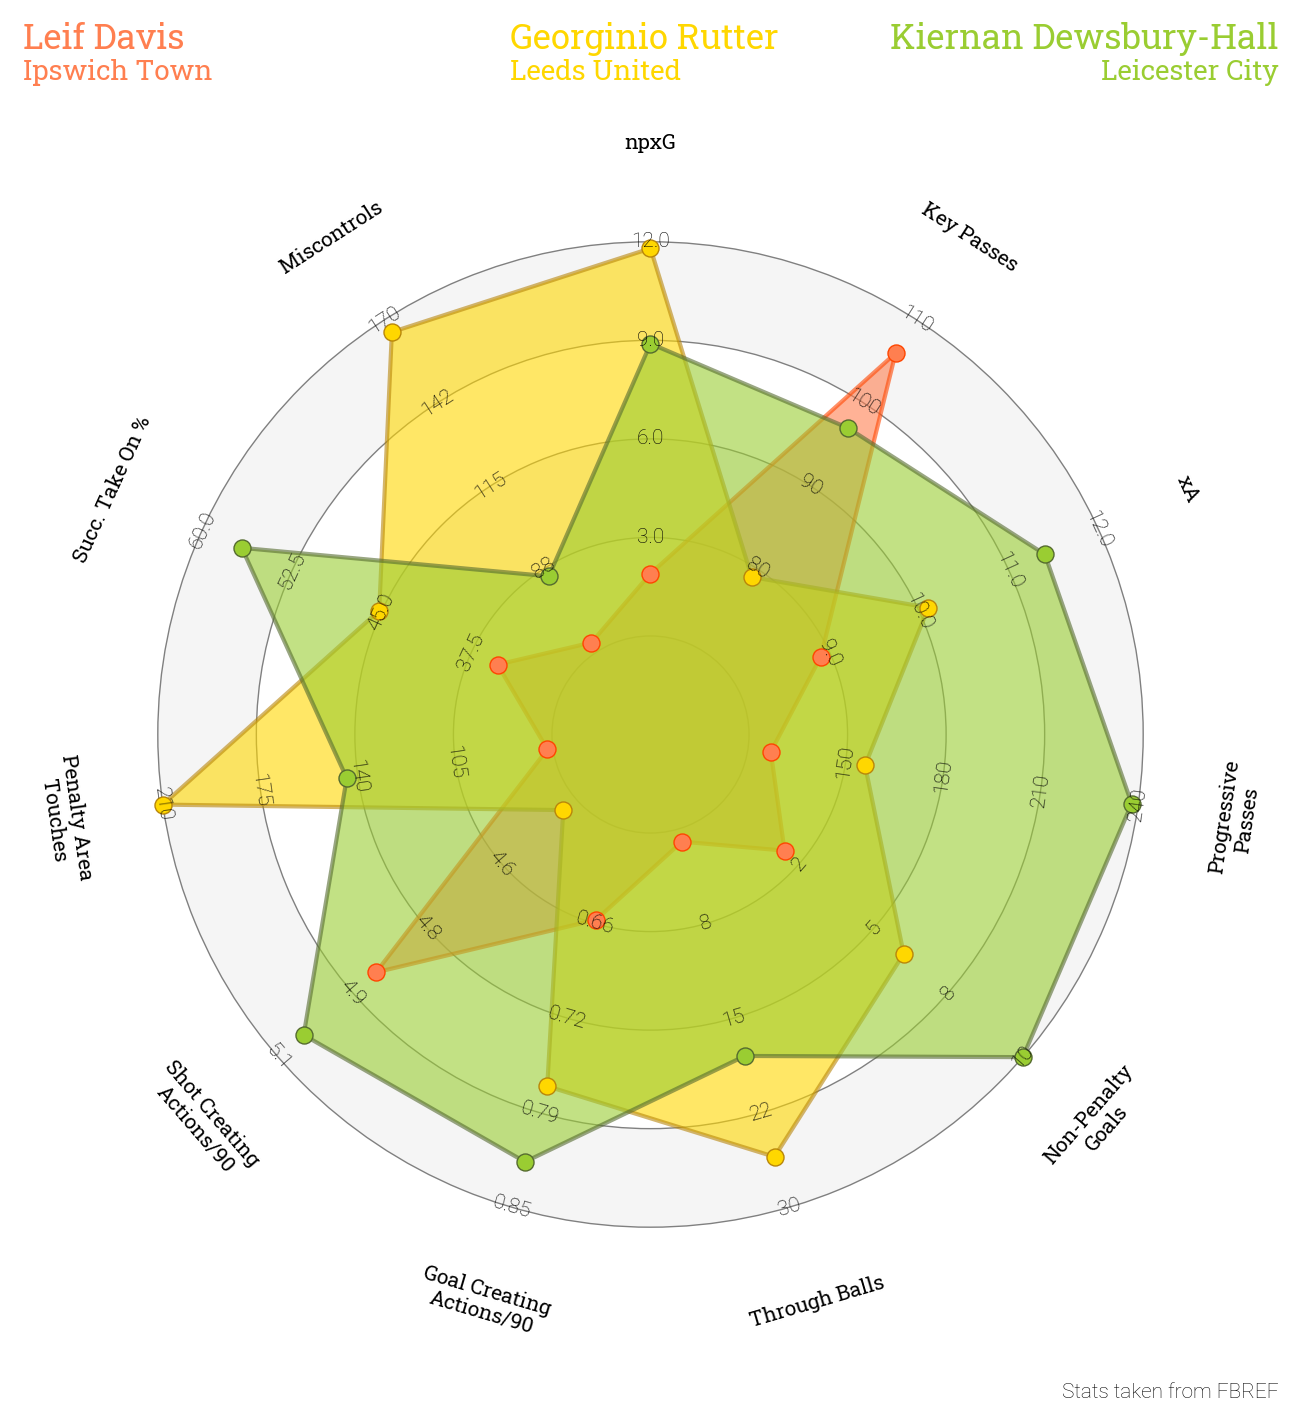 Leif Davis
Ipswich Town
Georginio Rutter
Leeds United
Kiernan Dewsbury-Hall
Leicester City
npxG
Key Passes
xA
Progressive
Passes
Non-Penalty
Goals
Through Balls
Goal Creating
Actions/90
Shot Creating
Actions/90
Penalty Area
Touches
Succ. Take On %
Miscontrols
3.0
6.0
9.0
12.0
80
90
100
110
9.0
10.0
11.0
12.0
150
180
210
240
2
5
8
10
8
15
22
30
0.66
0.72
0.79
0.85
4.6
4.8
4.9
5.1
105
140
175
210
37.5
45.0
52.5
60.0
88
115
142
170
Stats taken from FBREF